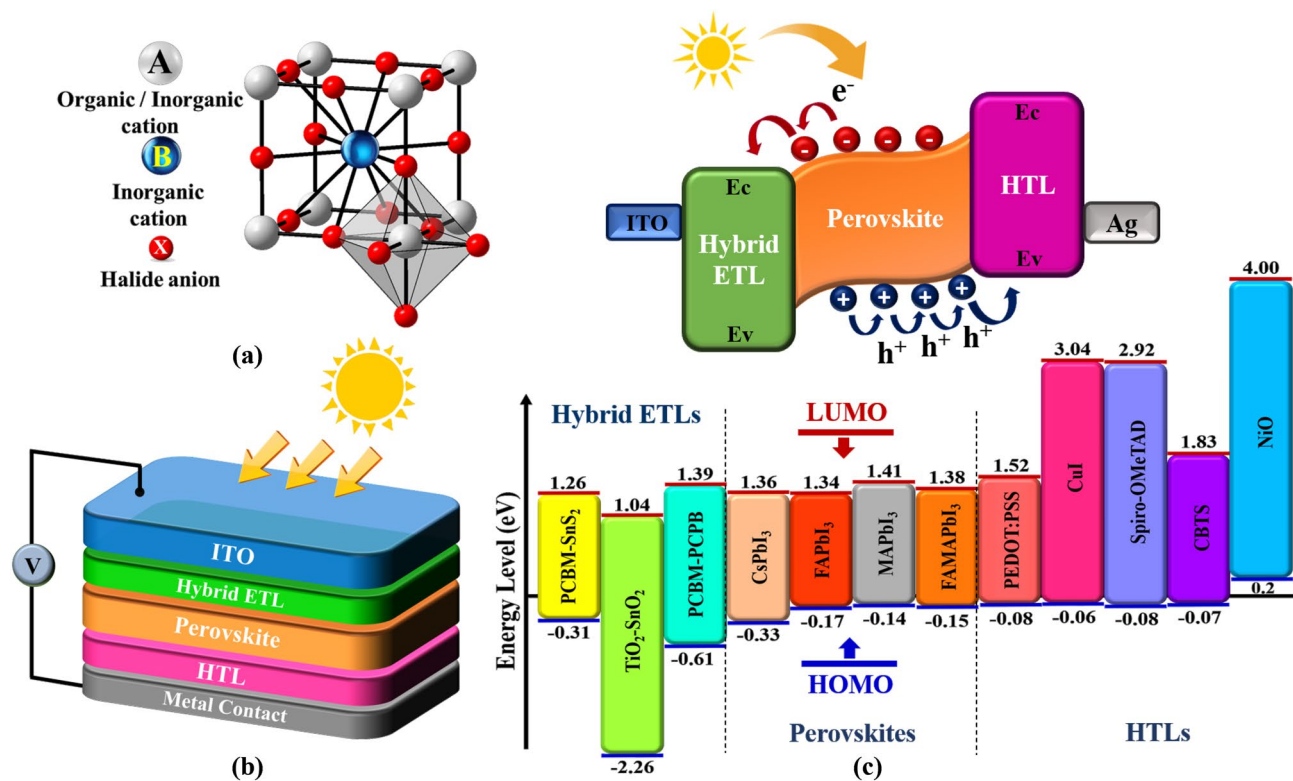 A
Organic / Inorganic
cation
B
Inorganic
cation
X
Halide anion
(a)
e⁻
- - - -
Ec
Ec
HTL
Perovskite
ITO
Hybrid
ETL
Ag
Ev
Ev
+ + + +
h⁺ h⁺ h⁺
V
ITO
Hybrid ETL
Perovskite
HTL
Metal Contact
(b)
Energy Level (eV)
Hybrid ETLs
LUMO
HOMO
Perovskites
HTLs
1.26
PCBM-SnS₂
-0.31
1.04
TiO₂-SnO₂
-2.26
1.39
PCBM-PCPB
-0.61
1.36
CsPbI₃
-0.33
1.34
FAPbI₃
-0.17
1.41
MAPbI₃
-0.14
1.38
FAMAPbI₃
-0.15
1.52
PEDOT:PSS
-0.08
3.04
CuI
-0.06
2.92
Spiro-OMeTAD
-0.08
1.83
CBTS
-0.07
4.00
NiO
0.2
(c)